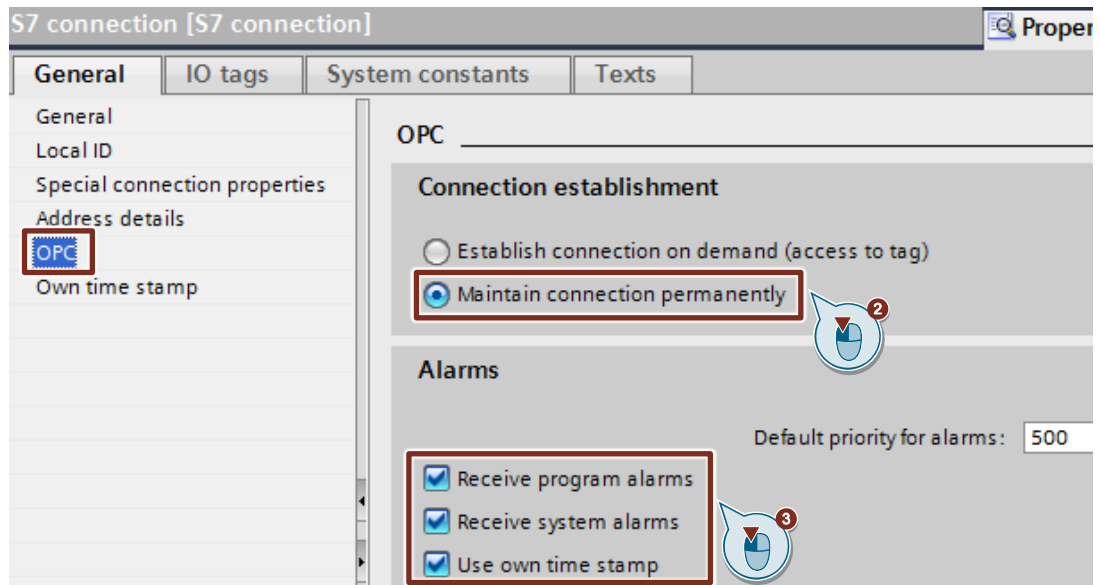 S7 connection [S7 connection]
Proper
General
IO tags
System constants
Texts
General
Local ID
Special connection properties
Address details
OPC
Own time stamp
OPC
Connection establishment
Establish connection on demand (access to tag)
Maintain connection permanently
2
Alarms
Default priority for alarms: 500
Receive program alarms
Receive system alarms
Use own time stamp
3